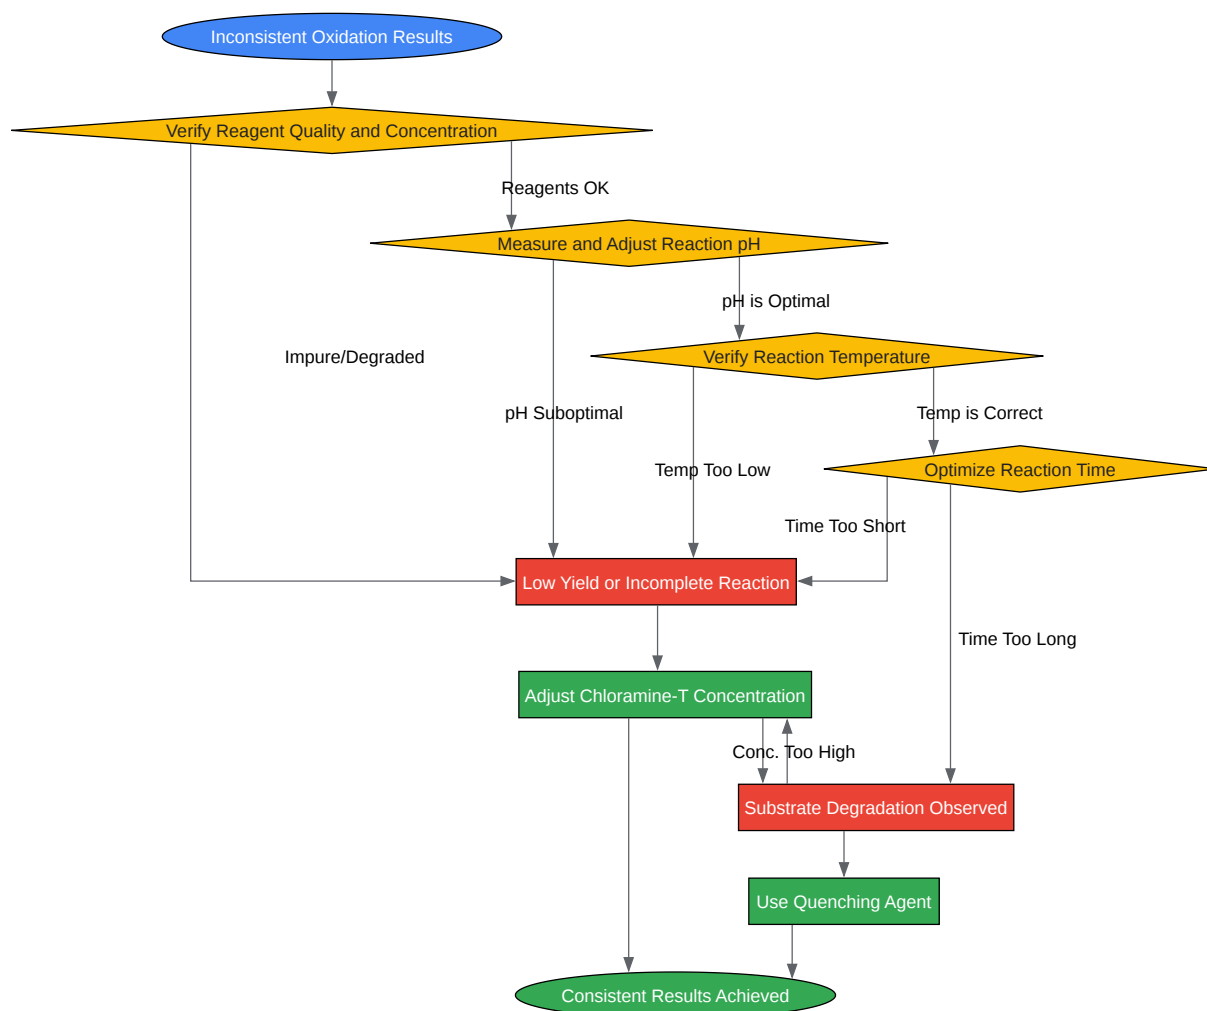 Inconsistent Oxidation Results
Verify Reagent Quality and Concentration
Reagents OK
Measure and Adjust Reaction pH
pH is Optimal
Impure/Degraded
Verify Reaction Temperature
pH Suboptimal
Temp is Correct
Temp Too Low
Optimize Reaction Time
Time Too Short
Low Yield or Incomplete Reaction
Time Too Long
Adjust Chloramine-T Concentration
Conc. Too High
Substrate Degradation Observed
Use Quenching Agent
Consistent Results Achieved